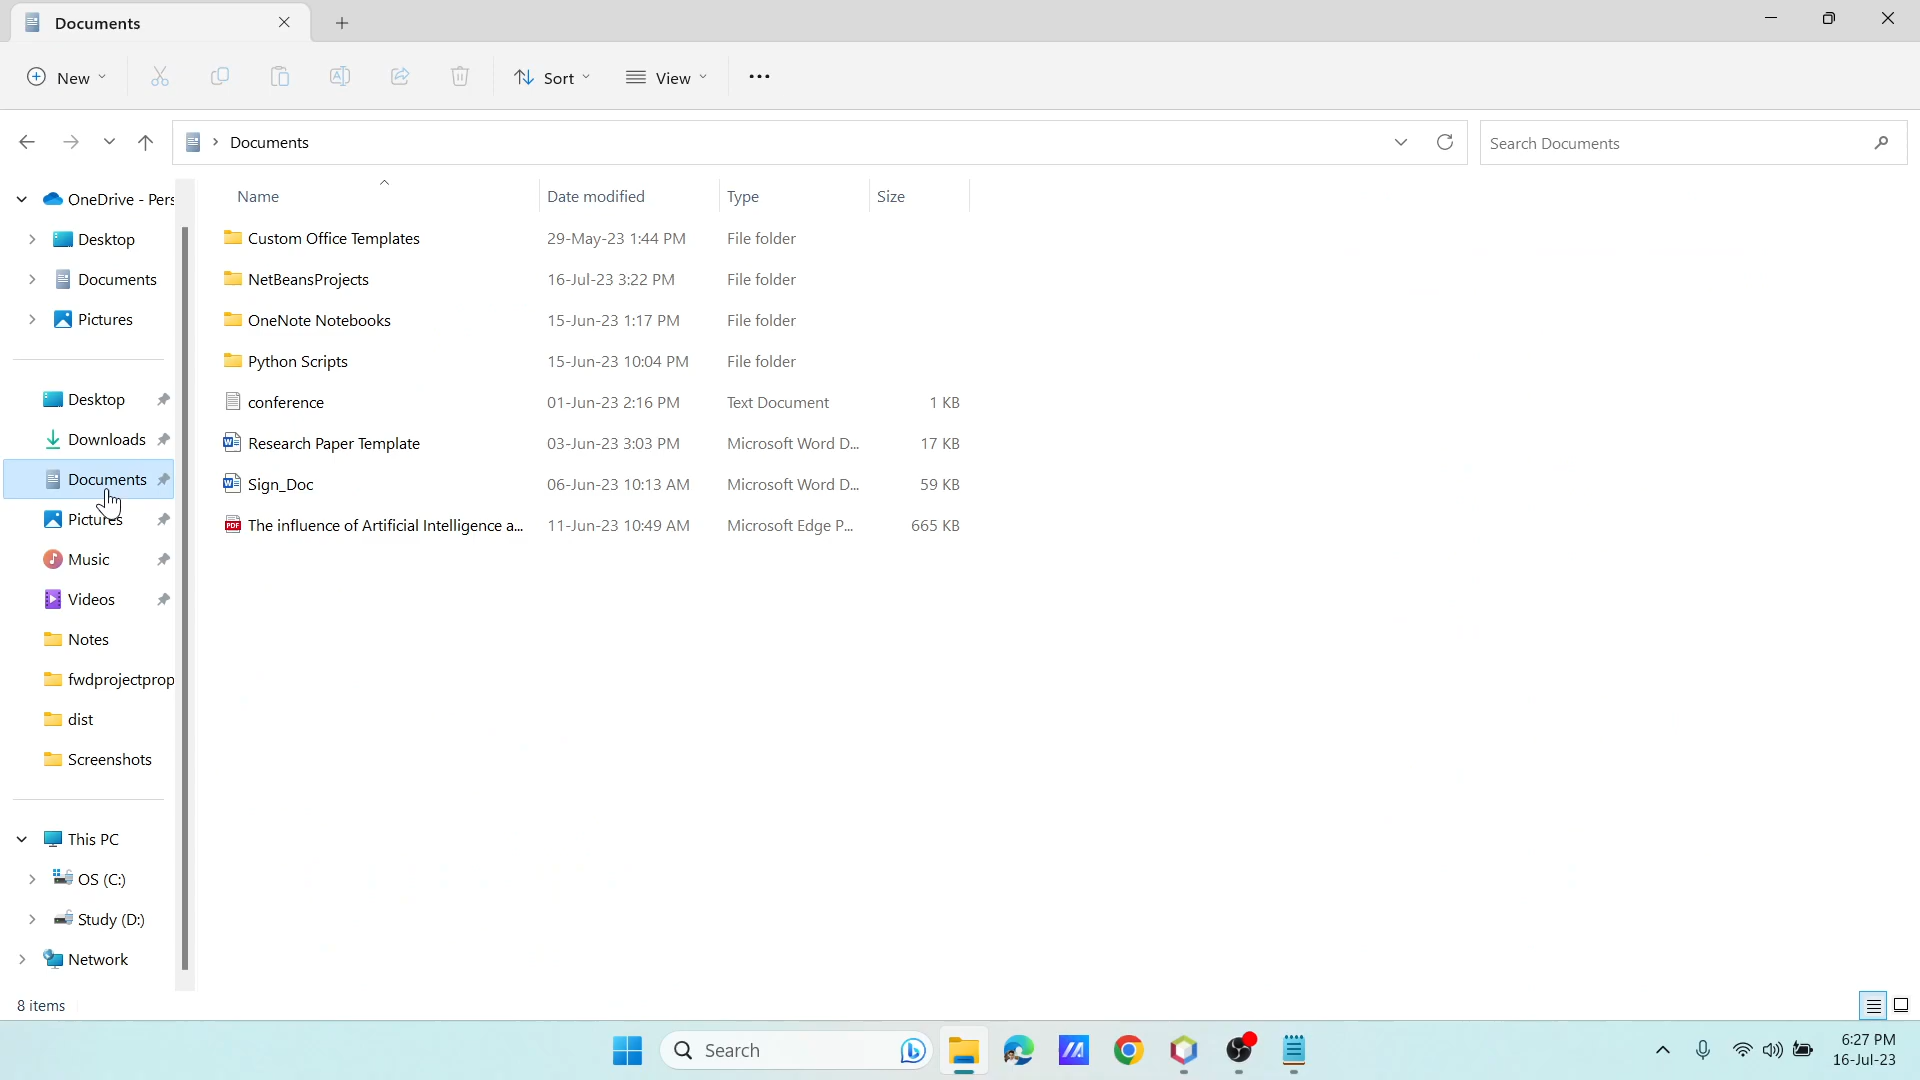 Documents
New
Sort
View
Documents
Search Documents
OneDrive - Pers
Desktop
Documents
Pictures
Desktop
Downloads
Documents
Pictures
Music
Videos
Notes
fwdprojectprop
dist
Screenshots
This PC
OS (C:)
Study (D:)
Network
Name Date modified Type Size
Custom Office Templates 29-May-23 1:44 PM File folder
NetBeansProjects 16-Jul-23 3:22 PM File folder
OneNote Notebooks 15-Jun-23 1:17 PM File folder
Python Scripts 15-Jun-23 10:04 PM File folder
conference 01-Jun-23 2:16 PM Text Document 1 KB
Research Paper Template 03-Jun-23 3:03 PM Microsoft Word D... 17 KB
Sign_Doc 06-Jun-23 10:13 AM Microsoft Word D... 59 KB
The influence of Artificial Intelligence a... 11-Jun-23 10:49 AM Microsoft Edge P... 665 KB
8 items
Search
6:27 PM
16-Jul-23